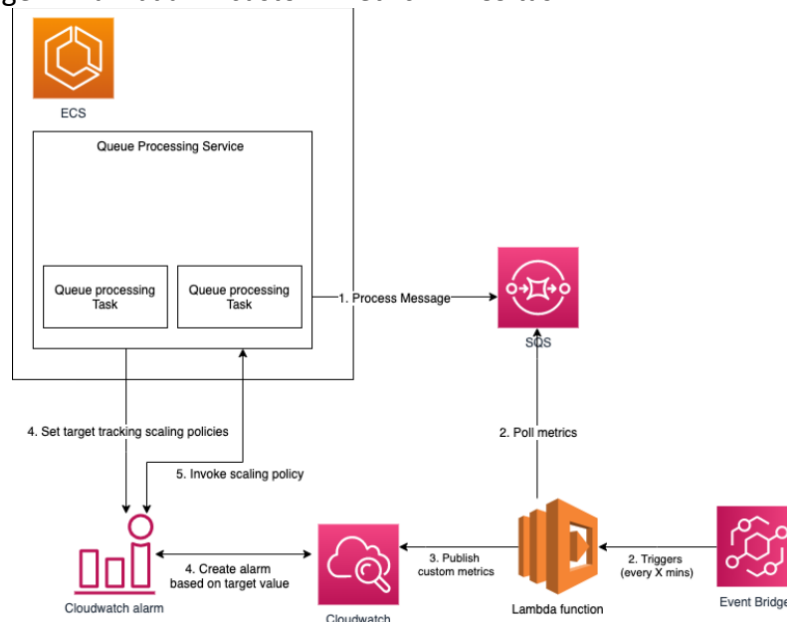 ECS
Queue Processing Service
Queue processing
Task
Queue processing
Task
1. Process Message
SQS
4. Set target tracking scaling policies
2. Poll metrics
5. Invoke scaling policy
4. Create alarm
based on target value
3. Publish
custom metrics
2. Triggers
(every X mins)
Cloudwatch alarm
Cloudwatch
Lambda function
Event Bridge